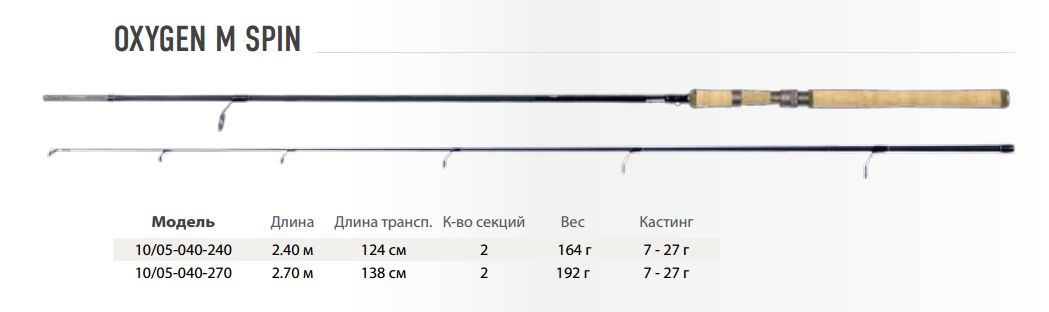 OXYGEN M SPIN
Модель Длина Длина трансп. К-во секций Вес Кастинг
10/05-040-240 2.40 м 124 см 2 164 г 7 - 27 г
10/05-040-270 2.70 м 138 см 2 192 г 7 - 27 г